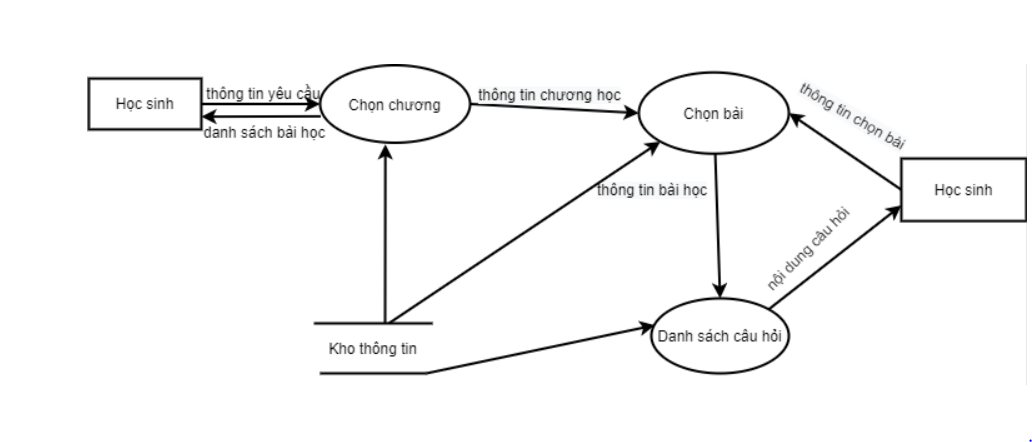 Học sinh
thông tin yêu cầu
danh sách bài học
Chọn chương
thông tin chương học
Chọn bài
thông tin chọn bài
Học sinh
thông tin bài học
nội dung câu hỏi
Kho thông tin
Danh sách câu hỏi